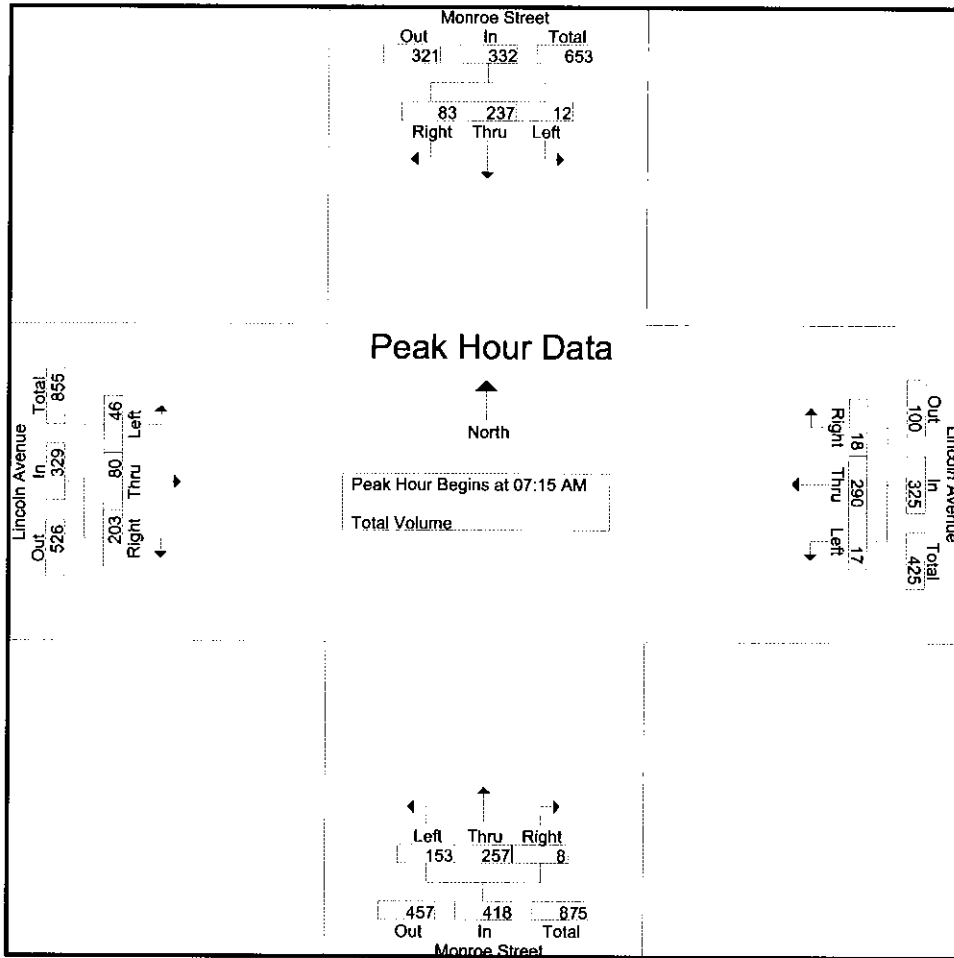 Monroe Street
Out In Total
321 332 653
83 237 12
Right Thru Left
Peak Hour Data
North
Peak Hour Begins at 07:15 AM
Total Volume
Lincoln Avenue
Out In Total
526 329 855
203 80 46
Right Thru Left
Lincoln Avenue
Out In Total
100 325 425
18 290 17
Right Thru Left
Left Thru Right
153 257 8
457 418 875
Out In Total
Monroe Street